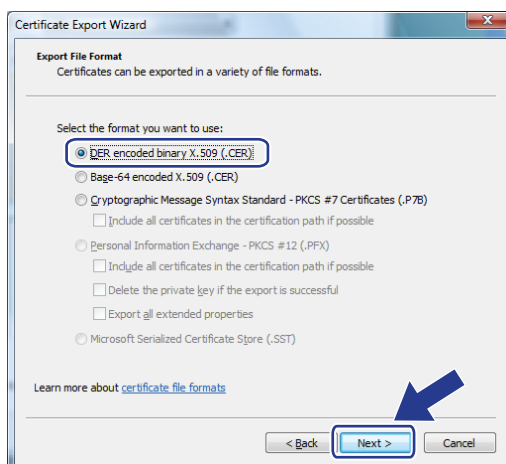 Certificate Export Wizard
Export File Format
Certificates can be exported in a variety of file formats.
Select the format you want to use:
DER encoded binary X.509 (.CER)
Base-64 encoded X.509 (.CER)
Cryptographic Message Syntax Standard - PKCS #7 Certificates (.P7B)
Include all certificates in the certification path if possible
Personal Information Exchange - PKCS #12 (.PFX)
Include all certificates in the certification path if possible
Delete the private key if the export is successful
Export all extended properties
Microsoft Serialized Certificate Store (.SST)
Learn more about certificate file formats
< Back Next > Cancel